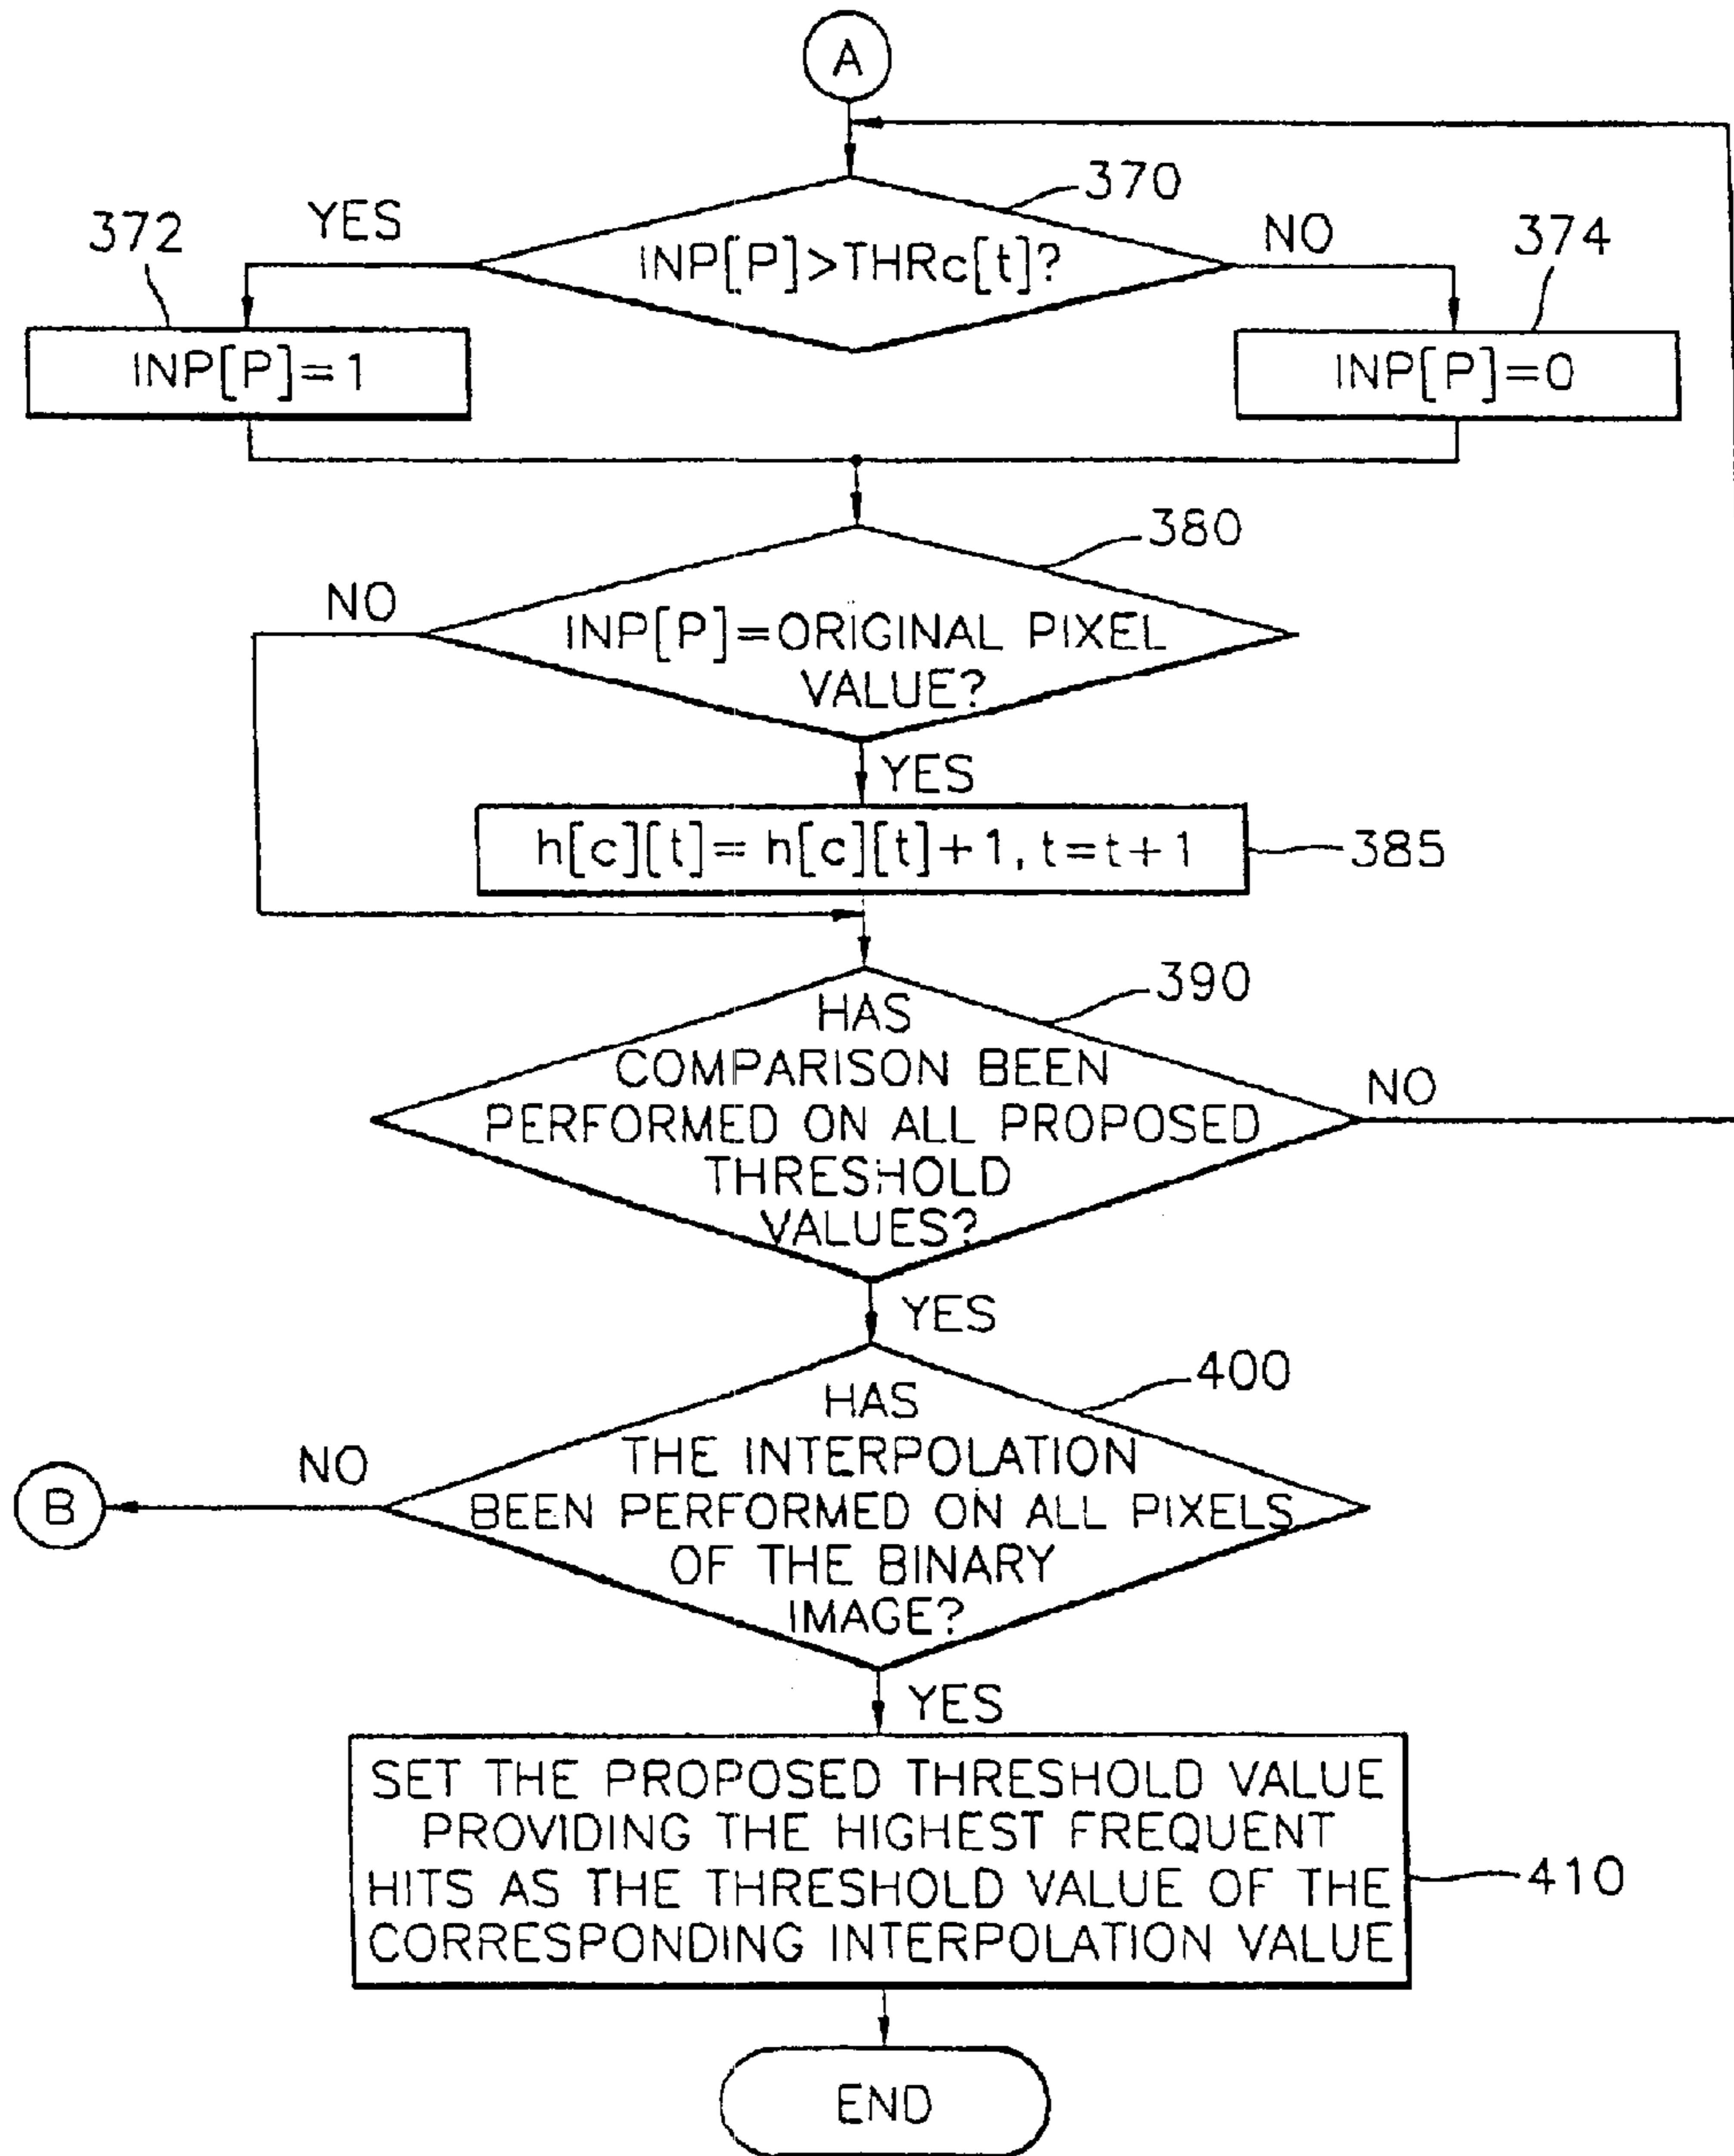 A
370
YES
NO
372
374
INP[P]>THRc[t]?
INP[P]=1
INP[P]=0
380
NO
INP[P]=ORIGINAL PIXEL
VALUE?
YES
h[c][t]= h[c][t]+1, t=t+1
385
390
HAS
COMPARISON BEEN
PERFORMED ON ALL PROPOSED
THRESHOLD
VALUES?
NO
YES
400
HAS
THE INTERPOLATION
BEEN PERFORMED ON ALL PIXELS
OF THE BINARY
IMAGE?
NO
B
YES
SET THE PROPOSED THRESHOLD VALUE
PROVIDING THE HIGHEST FREQUENT
HITS AS THE THRESHOLD VALUE OF THE
CORRESPONDING INTERPOLATION VALUE
410
END